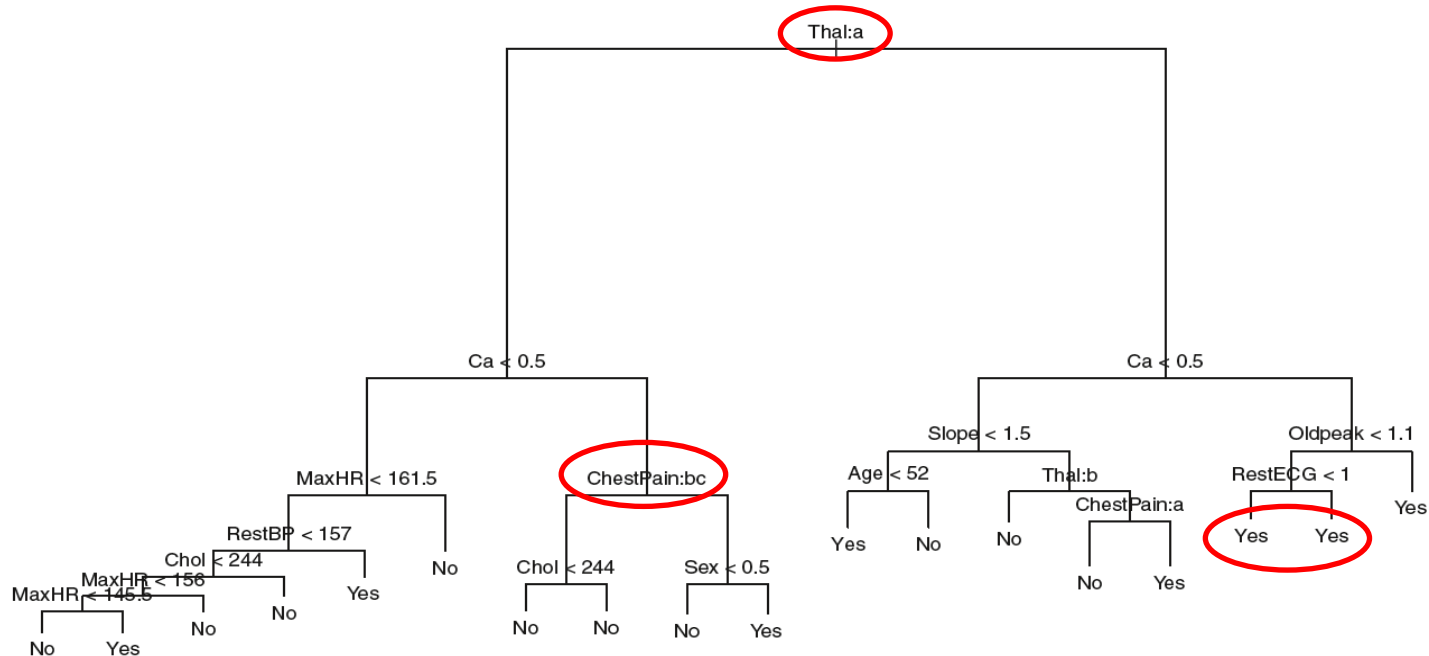 Thal:a
Ca < 0.5
Ca < 0.5
Slope < 1.5
Oldpeak < 1.1
MaxHR < 161.5
ChestPain:bc
Age < 52
Thal:b
RestECG < 1
ChestPain:a
Yes
RestBP < 157
Yes
No
No
Yes
Yes
Chol < 244
No
Chol < 244
Sex < 0.5
No
Yes
MaxHR < 156
Yes
MaxHR < 145.5
No
No
No
No
No
Yes
No
Yes